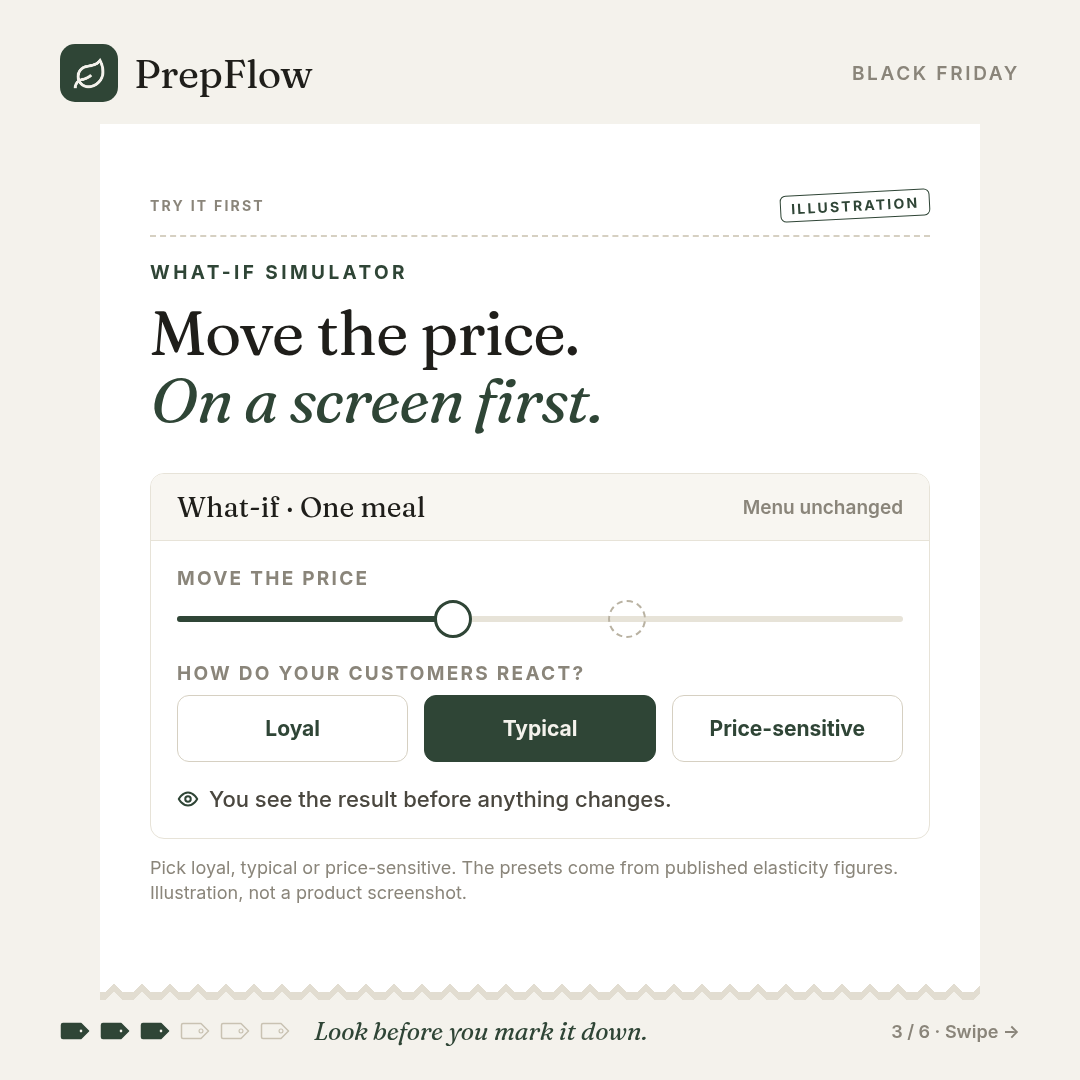 PrepFlow
BLACK FRIDAY
TRY IT FIRST
ILLUSTRATION
WHAT-IF SIMULATOR
Move the price.
On a screen first.
What-if · One meal
Menu unchanged
MOVE THE PRICE
HOW DO YOUR CUSTOMERS REACT?
Loyal
Typical
Price-sensitive
You see the result before anything changes.
Pick loyal, typical or price-sensitive. The presets come from published elasticity figures.
Illustration, not a product screenshot.
Look before you mark it down.
3 / 6 · Swipe →